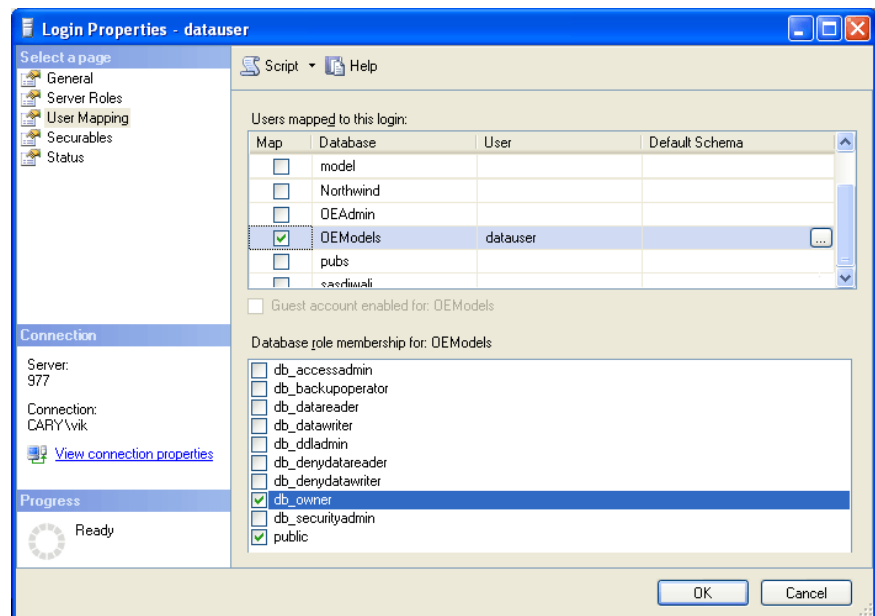 Login Properties - datauser
Select a page
General
Server Roles
User Mapping
Securables
Status
Script Help
Users mapped to this login:
Map Database User Default Schema
model
Northwind
OEAdmin
OEModels datauser ...
pubs
sasdiwali
Guest account enabled for: OEModels
Database role membership for: OEModels
db_accessadmin
db_backupoperator
db_datareader
db_datawriter
db_ddladmin
db_denydatareader
db_denydatawriter
db_owner
db_securityadmin
public
Connection
Server:
977
Connection:
CARY\vik
View connection properties
Progress
Ready
OK Cancel